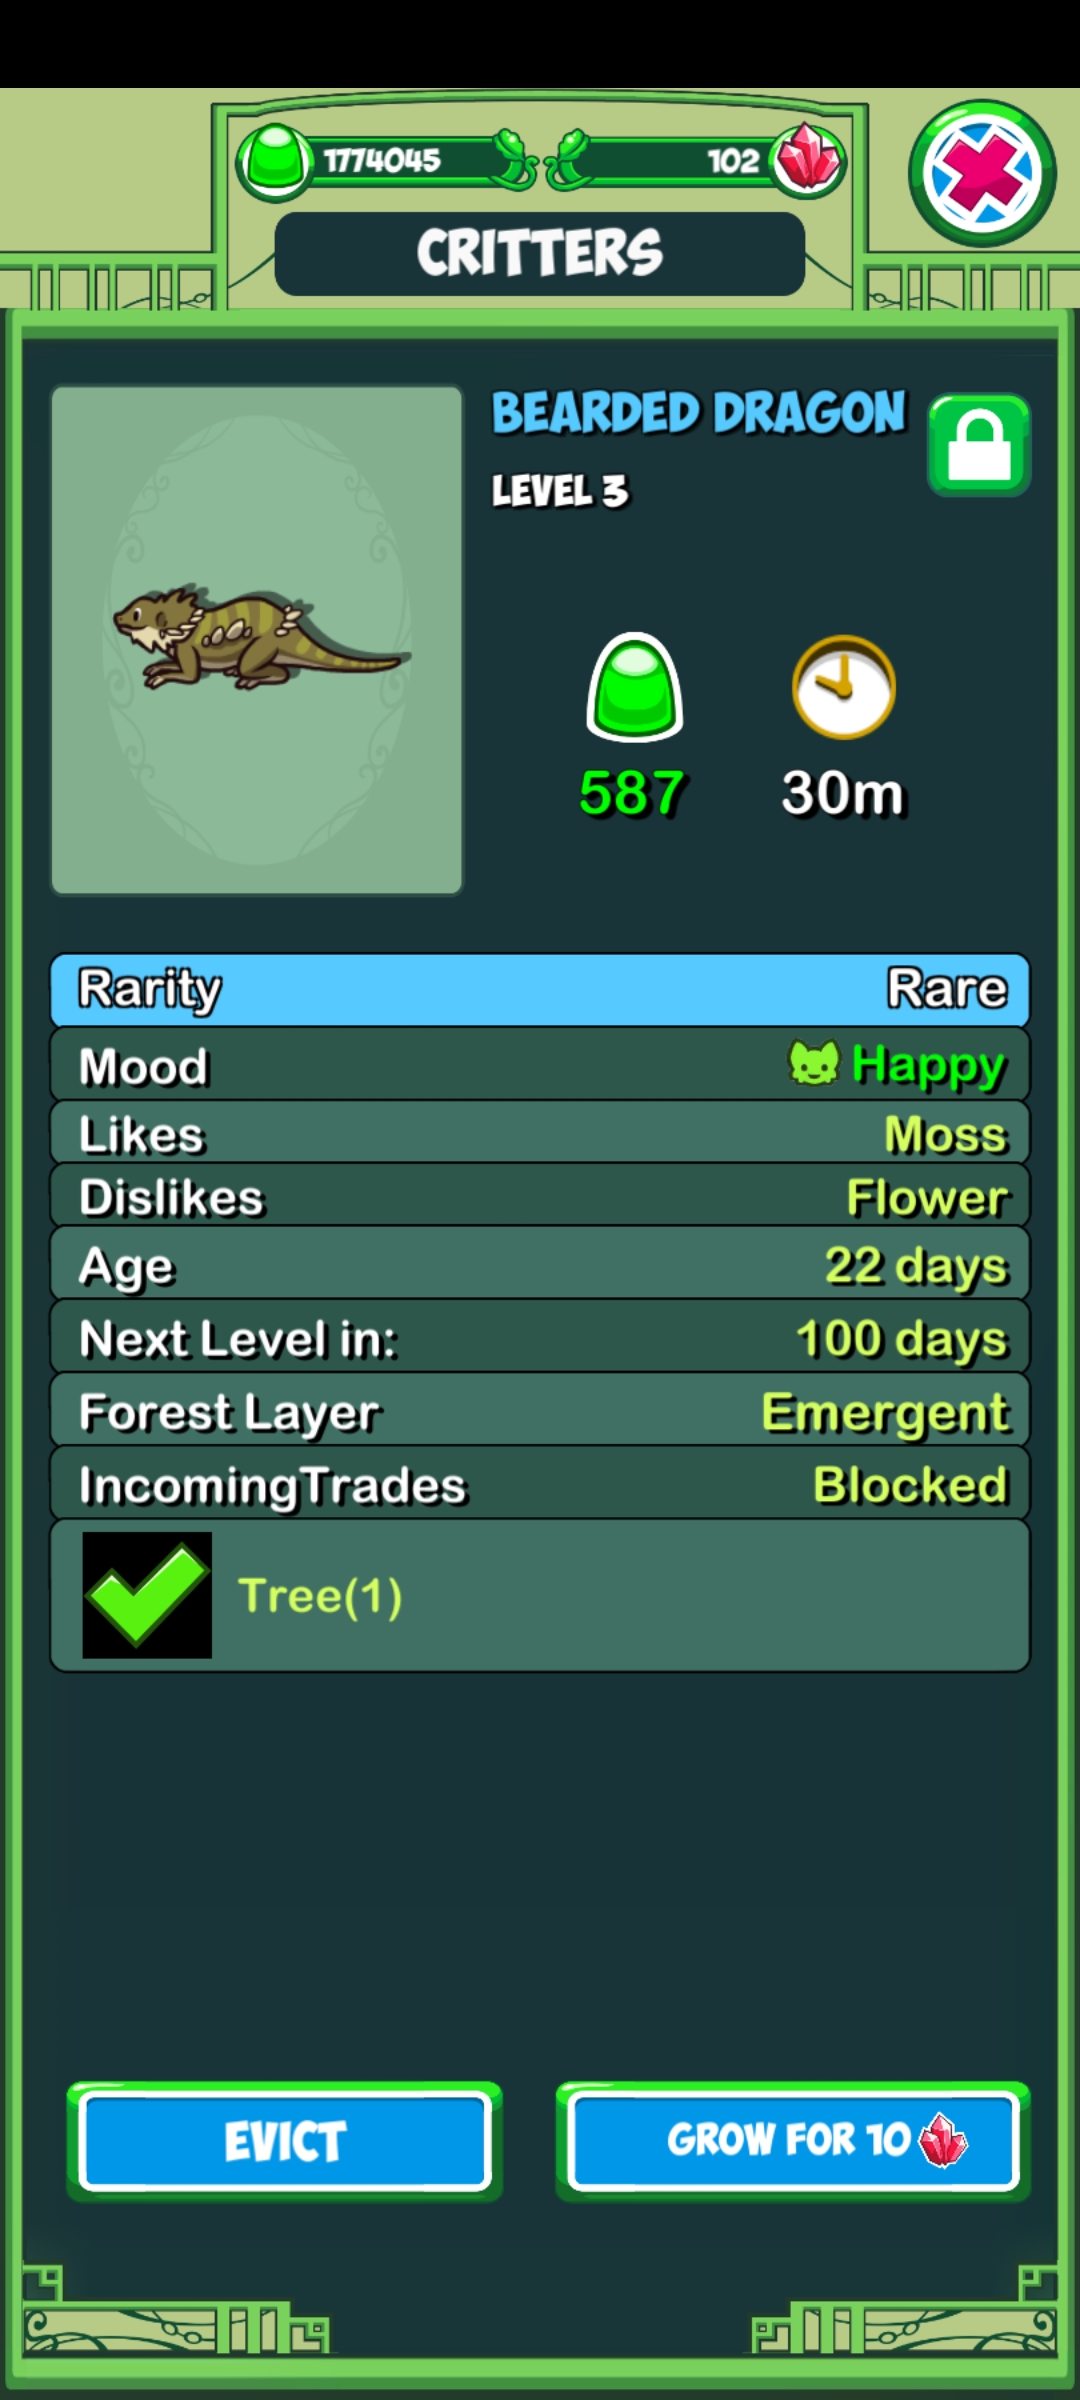 1774045
102
CRITTERS
BEARDED DRAGON
LEVEL 3
587
30m
Rarity Rare
Mood Happy
Likes Moss
Dislikes Flower
Age 22 days
Next Level in: 100 days
Forest Layer Emergent
IncomingTrades Blocked
Tree(1)
EVICT
GROW FOR 10